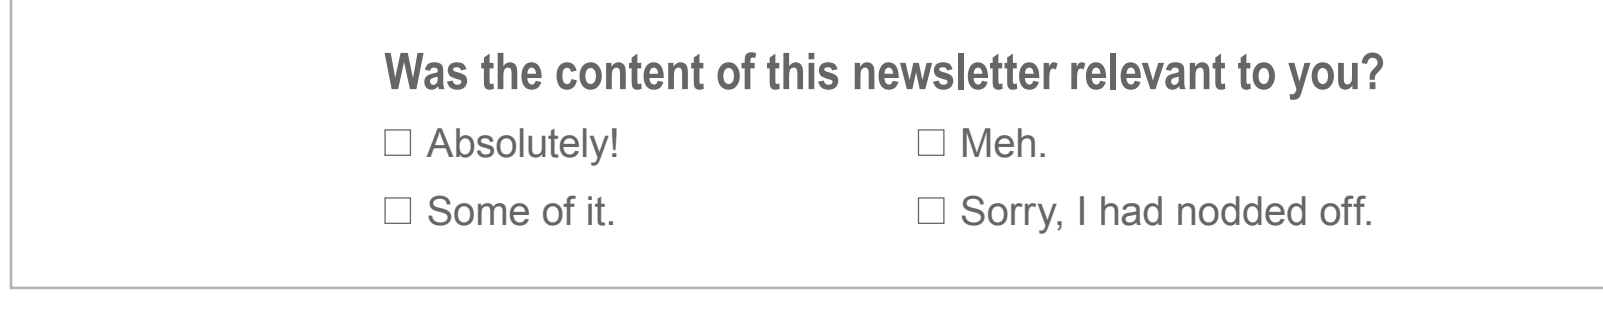 Was the content of this newsletter relevant to you?
☐ Absolutely! ☐ Meh.
☐ Some of it. ☐ Sorry, I had nodded off.